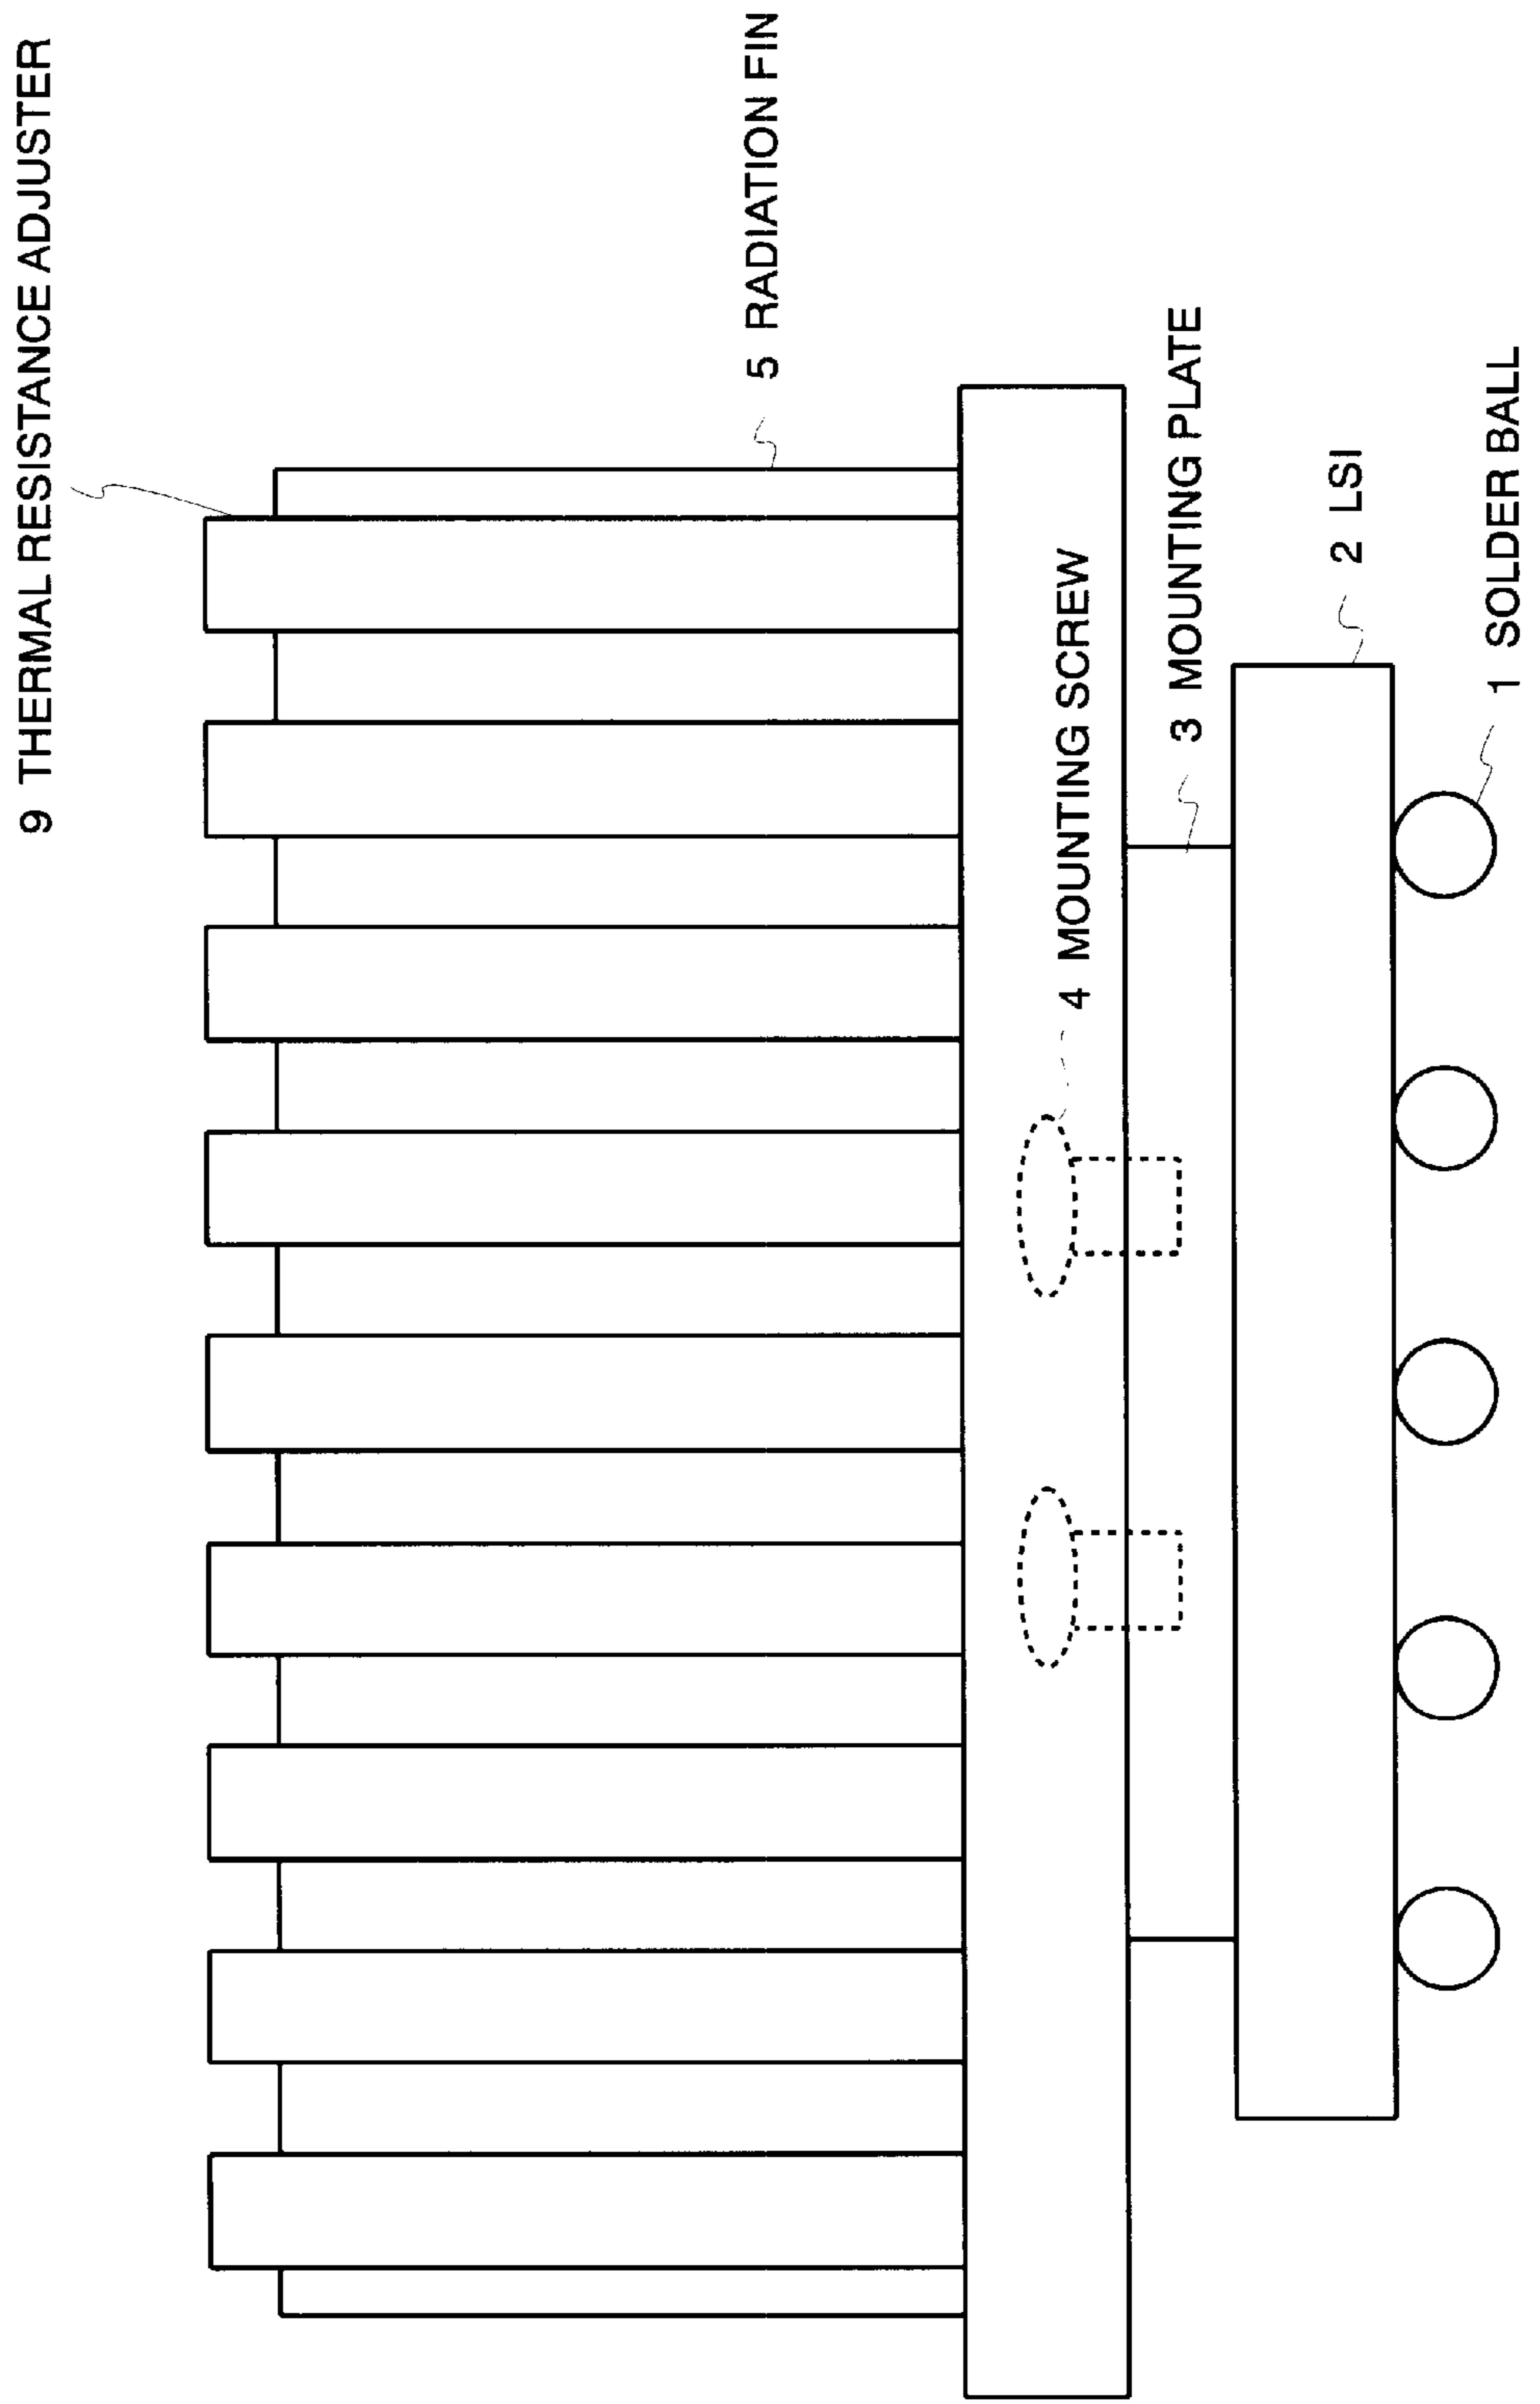 9 THERMAL RESISTANCE ADJUSTER
5 RADIATION FIN
4 MOUNTING SCREW
3 MOUNTING PLATE
2 LSI
1 SOLDER BALL